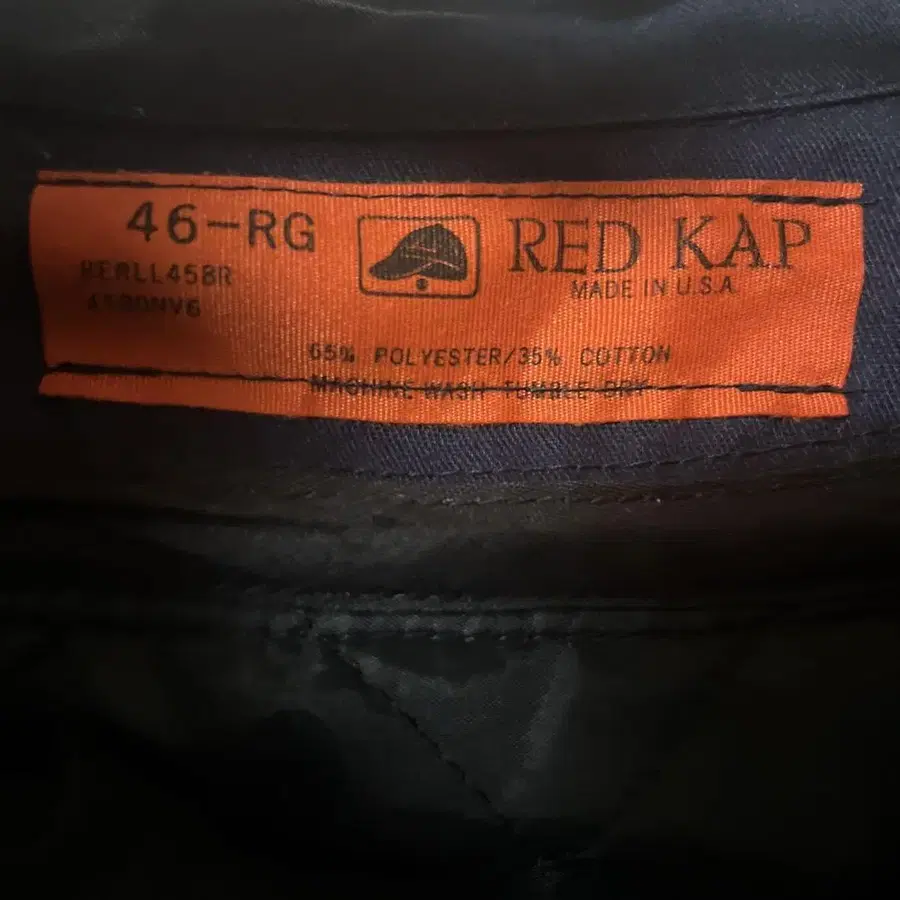 46-RG
RED KAP
MADE IN U.S.A.
65% POLYESTER/35% COTTON
MACHINE WASH TUMBLE DRY